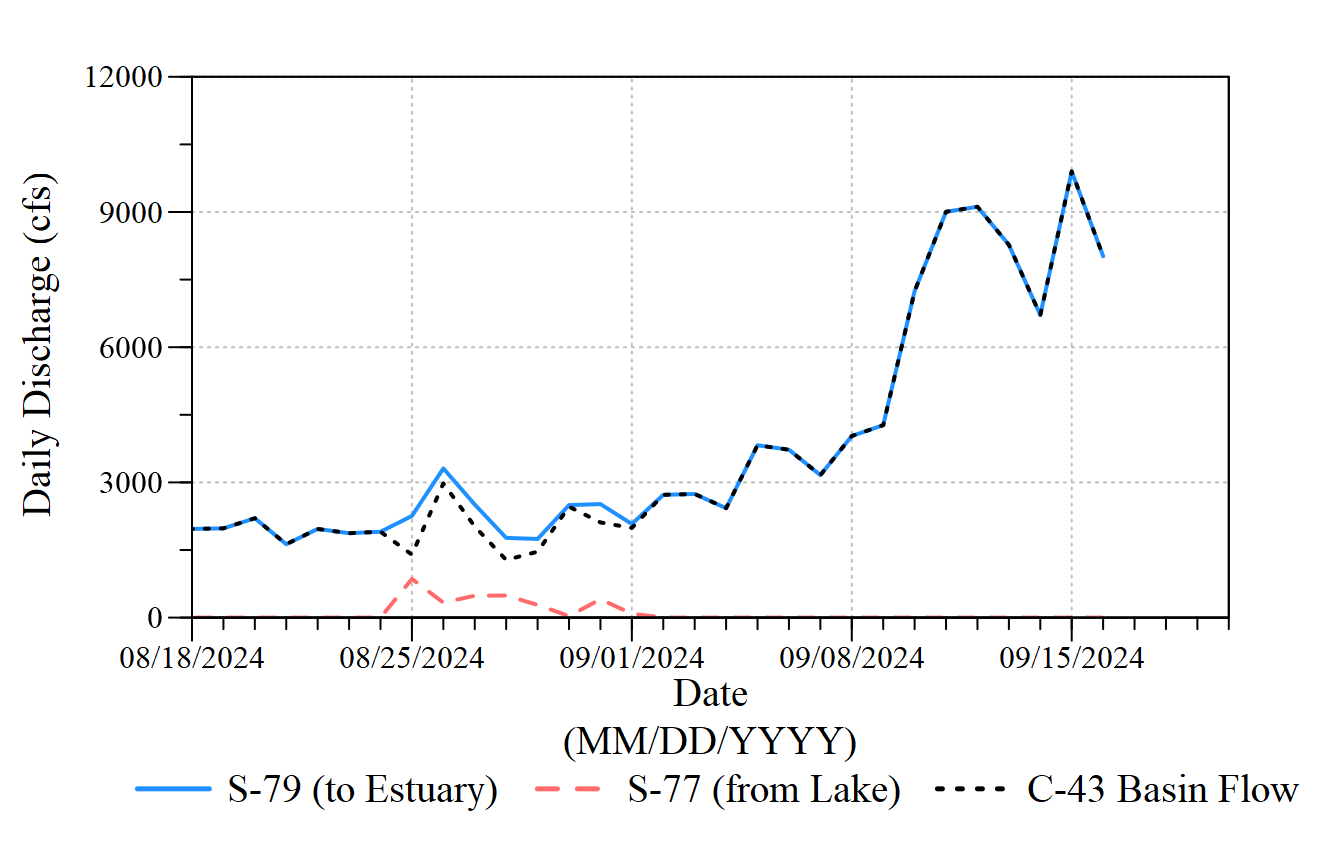 12000
9000
6000
3000
0
Daily Discharge (cfs)
08/18/2024 08/25/2024 09/01/2024 09/08/2024 09/15/2024
Date
(MM/DD/YYYY)
S-79 (to Estuary) S-77 (from Lake) C-43 Basin Flow